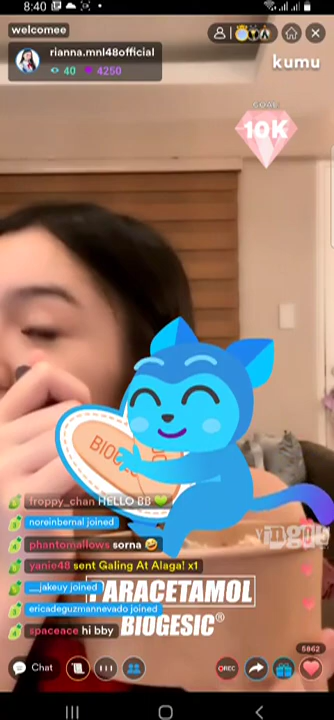 8:40
welcomee
rianna.mnl48official
40 4250
kumu
GOAL
10K
froppy_chan HELLO BB
noreinbernal joined
phantomallows sorna
yanie48 sent Galing At Alaga! x1
__jakeuy joined
PARACETAMOL
ericadeguzmannevado joined
BIOGESIC®
spaceace hi bby
5862
Chat
REC